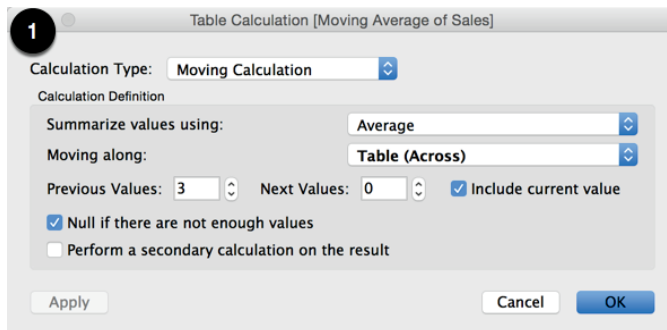 1
Table Calculation [Moving Average of Sales]
Calculation Type: Moving Calculation
Calculation Definition
Summarize values using: Average
Moving along: Table (Across)
Previous Values: 3 Next Values: 0 Include current value
Null if there are not enough values
Perform a secondary calculation on the result
Apply Cancel OK